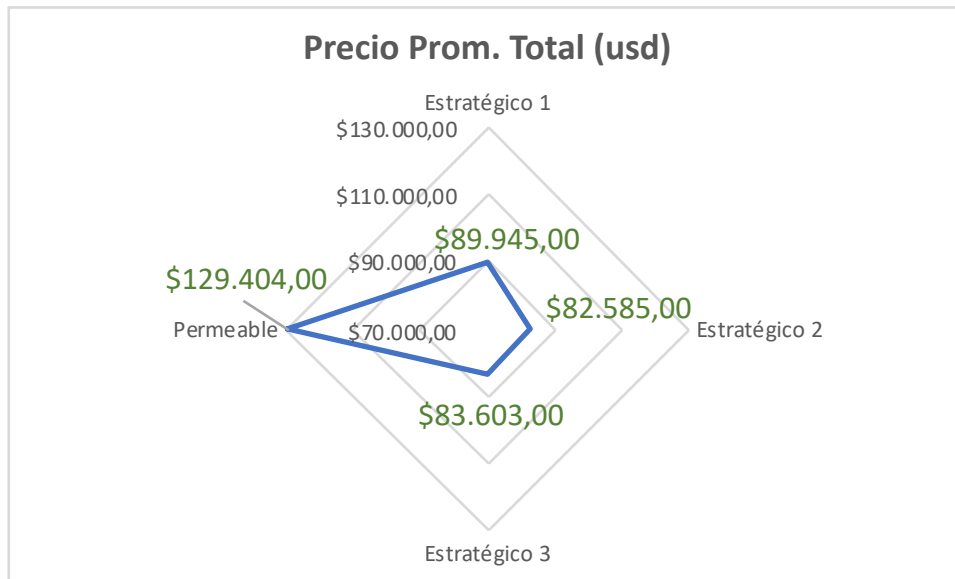 Precio Prom. Total (usd)
Estratégico 1
$130.000,00
$110.000,00
$89.945,00
$90.000,00
$129.404,00
$82.585,00
Permeable
$70.000,00
Estratégico 2
$83.603,00
Estratégico 3